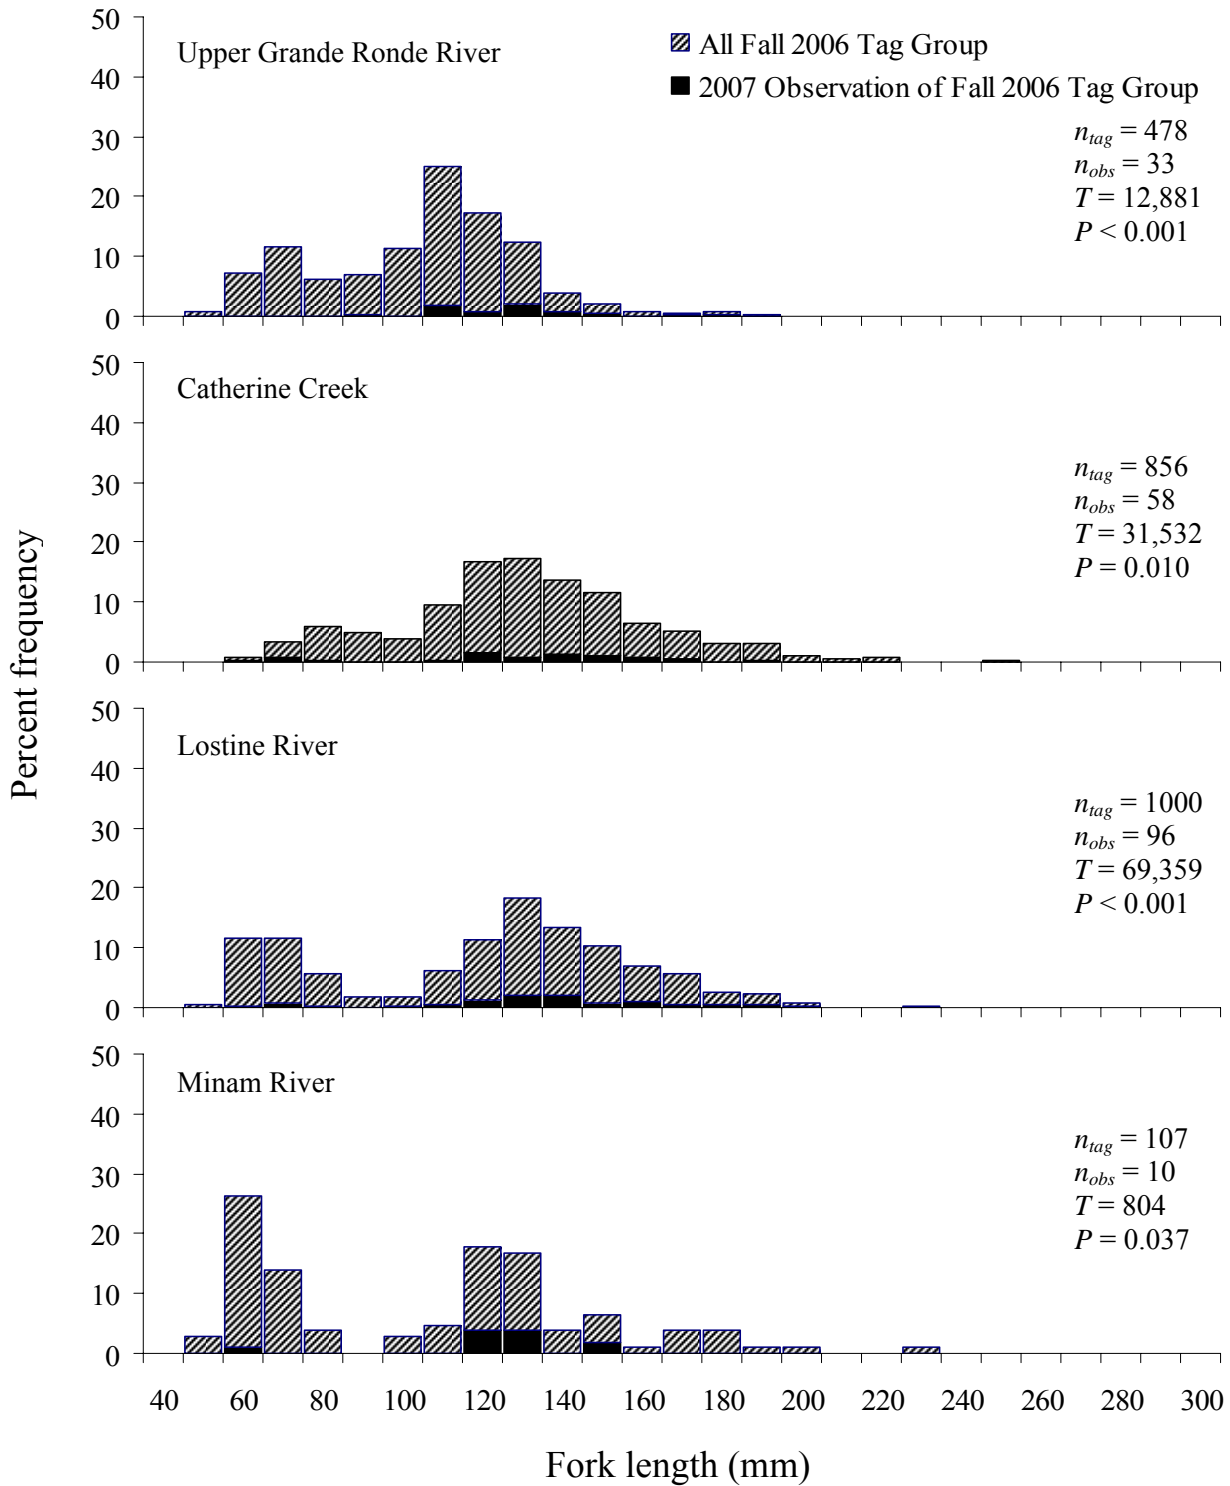 50
40
30
20
10
0
Upper Grande Ronde River
All Fall 2006 Tag Group
2007 Observation of Fall 2006 Tag Group
ntag = 478
nobs = 33
T = 12,881
P < 0.001
50
40
30
20
10
0
Catherine Creek
ntag = 856
nobs = 58
T = 31,532
P = 0.010
Percent frequency
50
40
30
20
10
0
Lostine River
ntag = 1000
nobs = 96
T = 69,359
P < 0.001
50
40
30
20
10
0
Minam River
ntag = 107
nobs = 10
T = 804
P = 0.037
40 60 80 100 120 140 160 180 200 220 240 260 280 300
Fork length (mm)